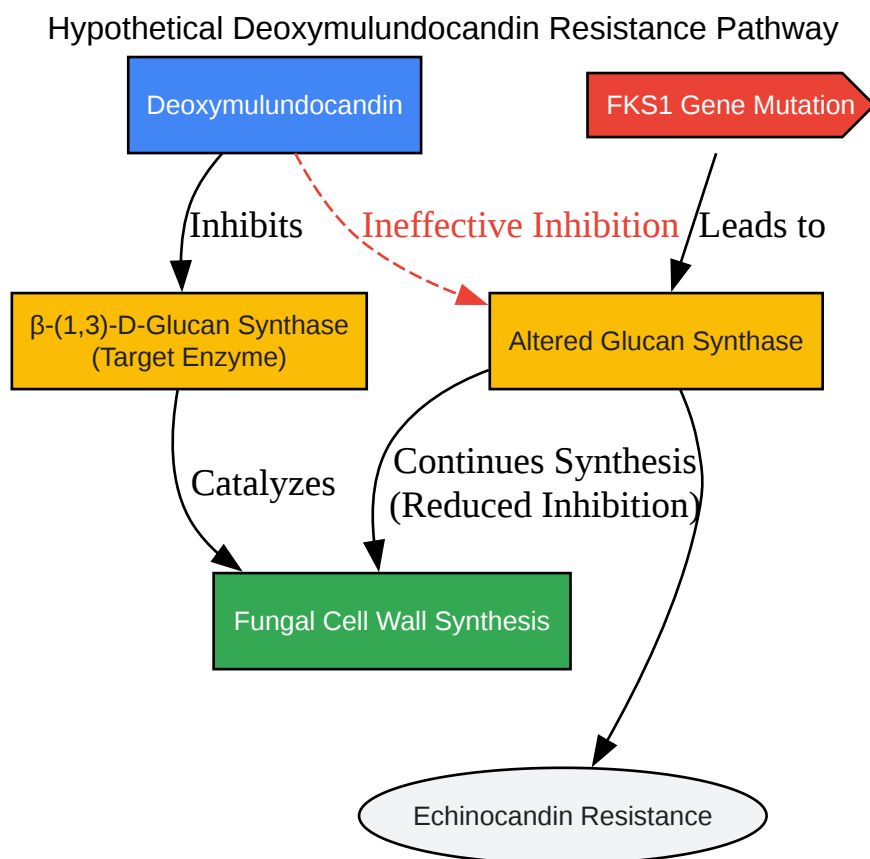 Hypothetical Deoxymulundocandin Resistance Pathway
Deoxymulundocandin
FKS1 Gene Mutation
Inhibits
Ineffective Inhibition
Leads to
β-(1,3)-D-Glucan Synthase
(Target Enzyme)
Altered Glucan Synthase
Catalyzes
Continues Synthesis
(Reduced Inhibition)
Fungal Cell Wall Synthesis
Echinocandin Resistance